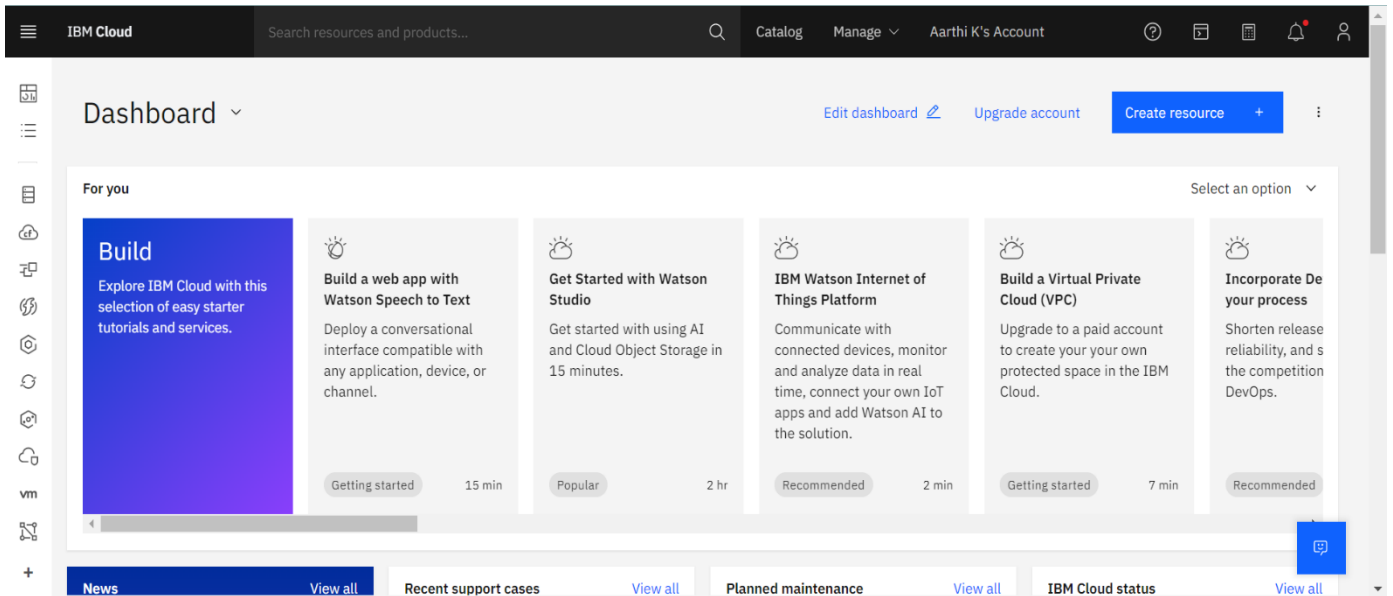 IBM Cloud
Search resources and products...
Catalog
Manage
Aarthi K's Account
Dashboard
Edit dashboard
Upgrade account
Create resource +
For you
Select an option
Build
Explore IBM Cloud with this
selection of easy starter
tutorials and services.
Build a web app with
Watson Speech to Text
Deploy a conversational
interface compatible with
any application, device, or
channel.
Getting started
15 min
Get Started with Watson
Studio
Get started with using AI
and Cloud Object Storage in
15 minutes.
Popular
2 hr
IBM Watson Internet of
Things Platform
Communicate with
connected devices, monitor
and analyze data in real
time, connect your own IoT
apps and add Watson AI to
the solution.
Recommended
2 min
Build a Virtual Private
Cloud (VPC)
Upgrade to a paid account
to create your your own
protected space in the IBM
Cloud.
Getting started
7 min
Incorporate De
your process
Shorten release
reliability, and s
the competition
DevOps.
Recommended
cf
vm
News
View all
Recent support cases
View all
Planned maintenance
View all
IBM Cloud status
View all